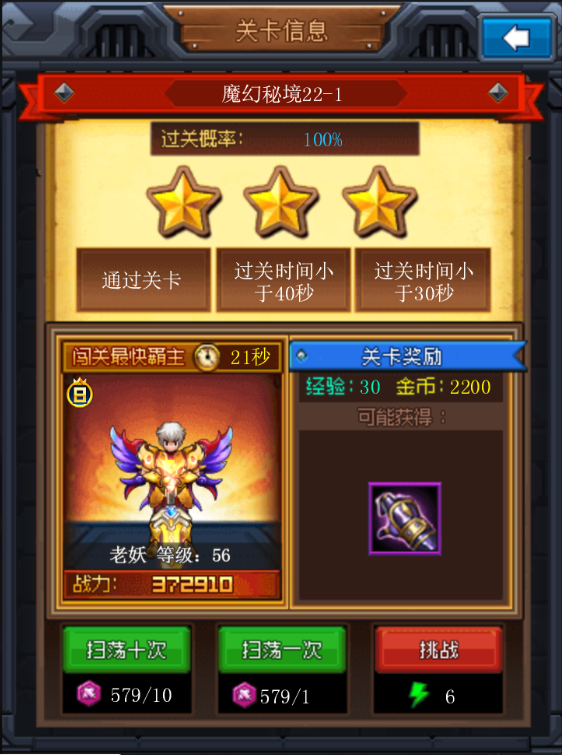 关卡信息
魔幻秘境22-1
过关概率: 100%
通过关卡
过关时间小
于40秒
过关时间小
于30秒
闯关最快霸主 21秒
关卡奖励
日
经验:30 金币:2200
可能获得:
老妖 等级: 56
战力: 372910
扫荡十次
扫荡一次
挑战
579/10
579/1
6